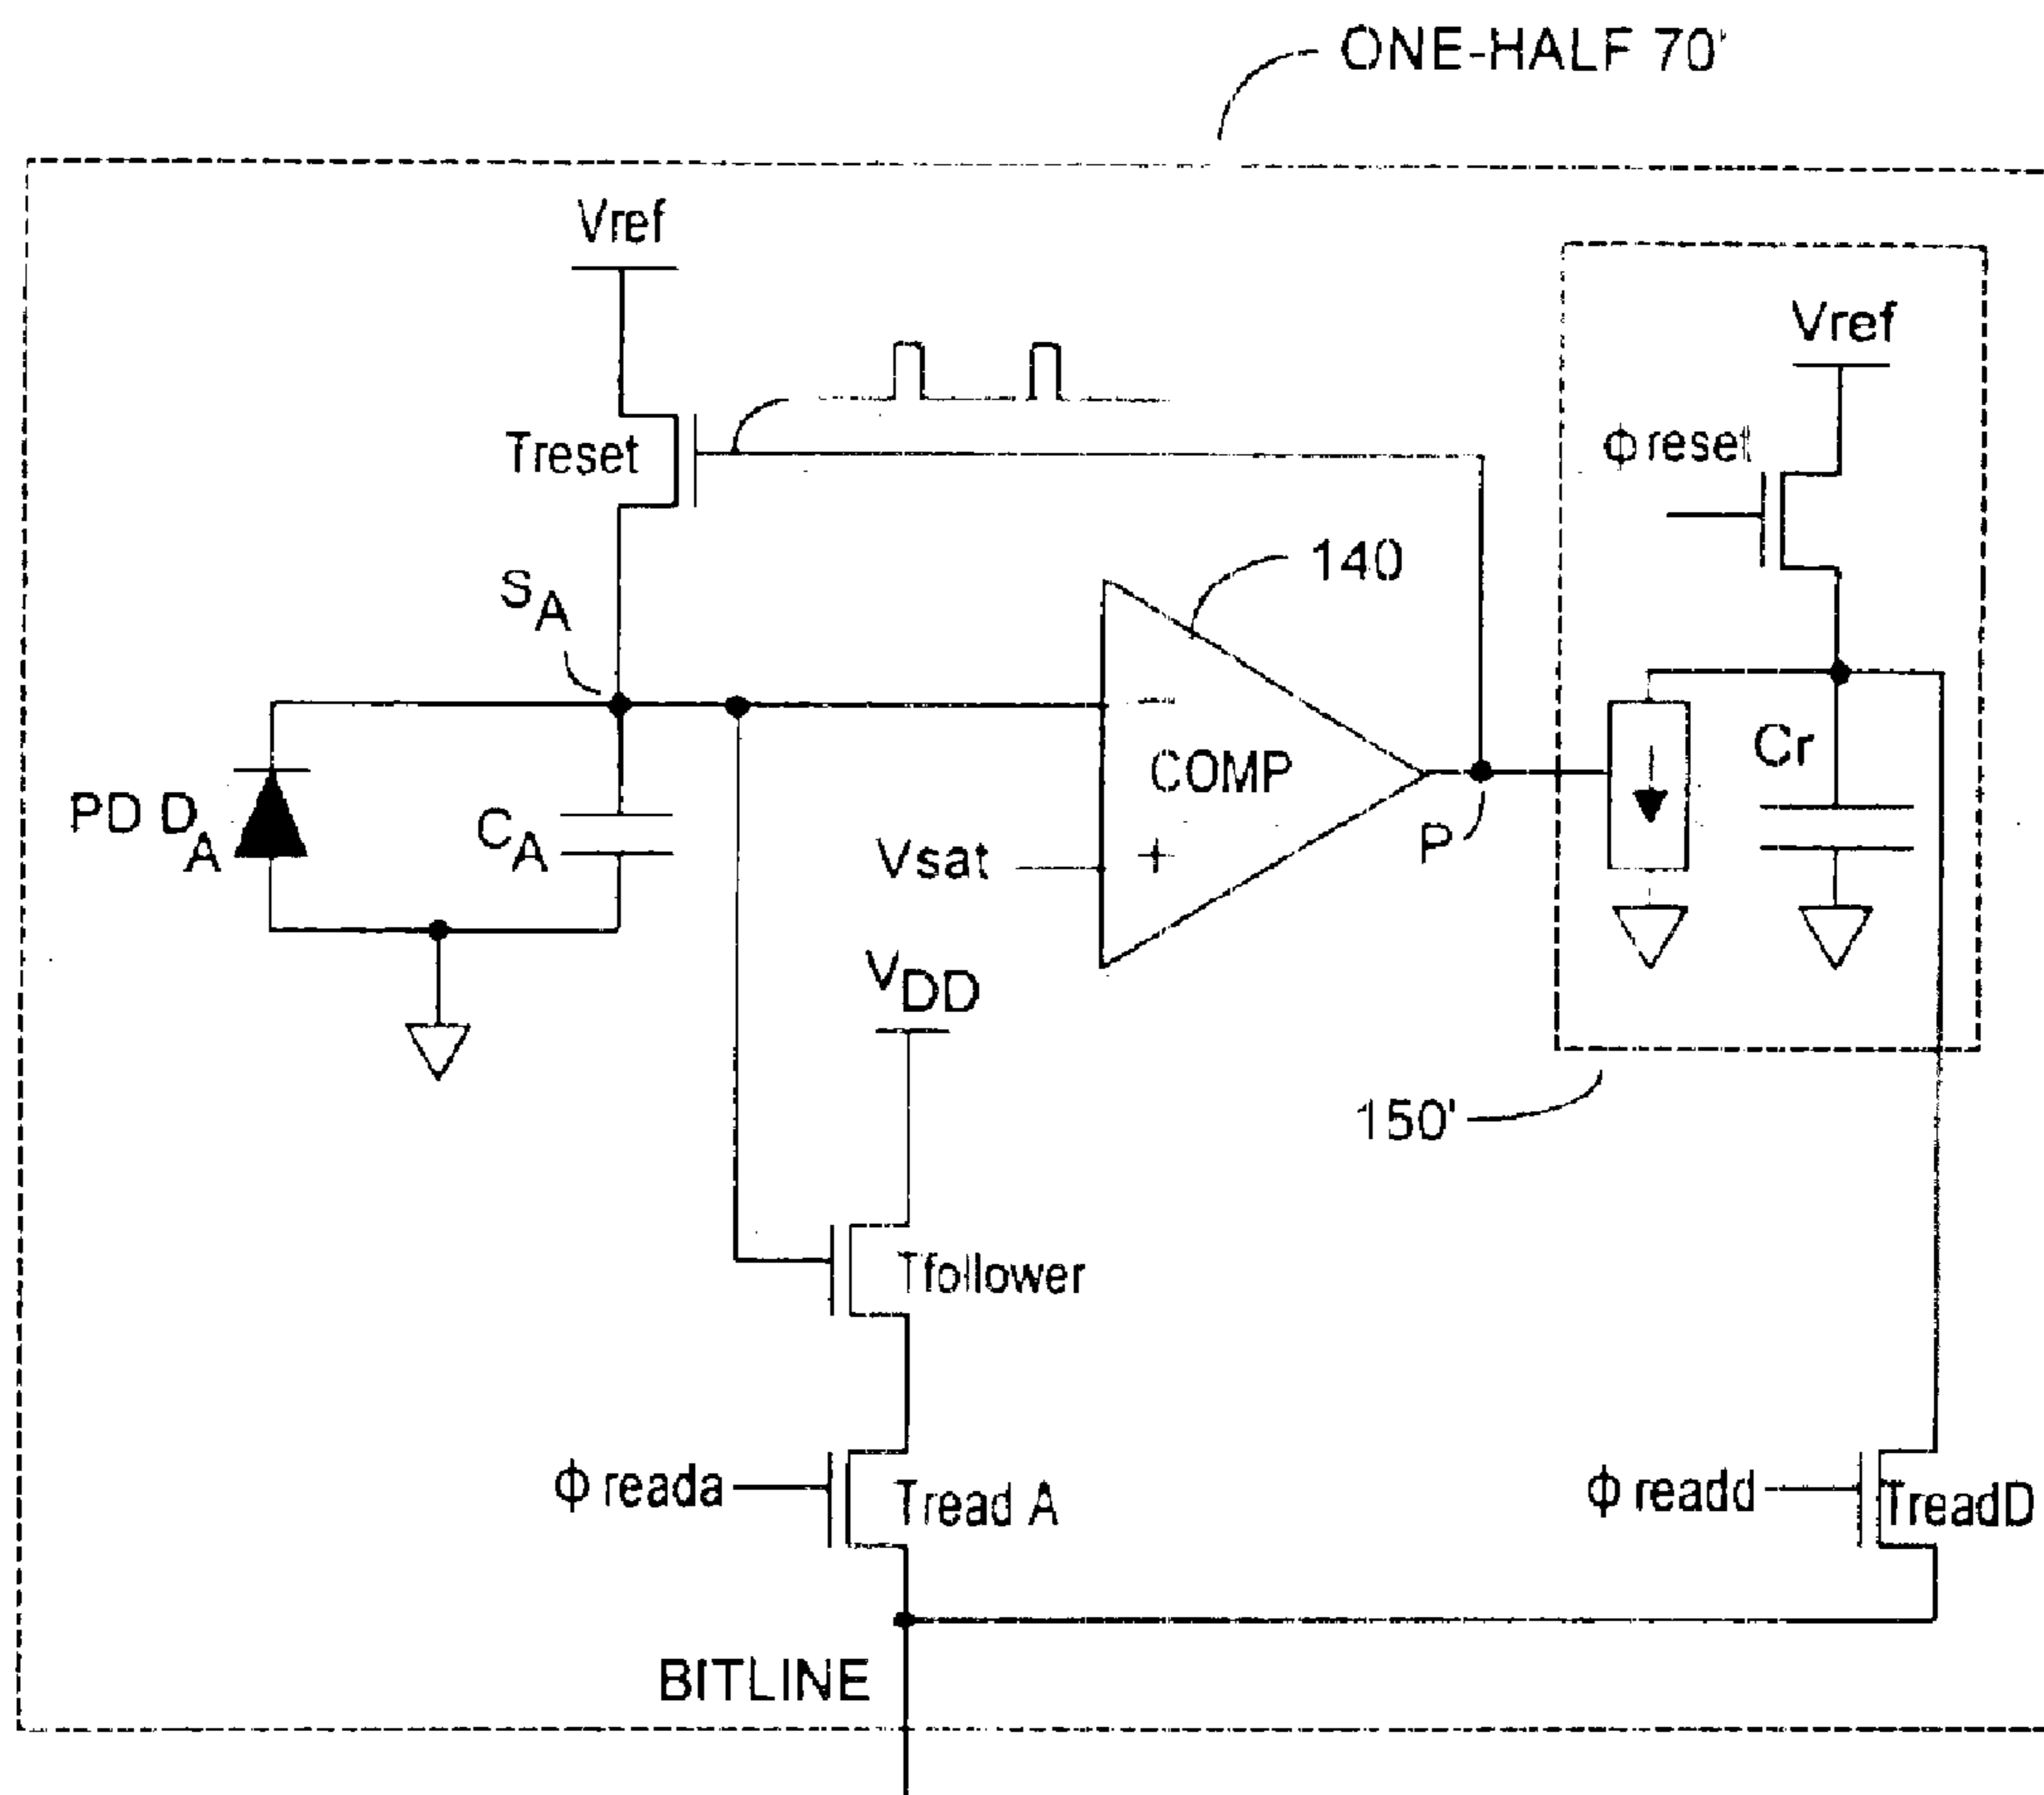 ONE-HALF 70'
Vref
Vref
Treset
ϕ reset
140
SA
COMP
−
+
Cr
PD DA
CA
Vsat
P
VDD
150'
Tfollower
ϕ reada
Tread A
ϕ readd
TreadD
BITLINE